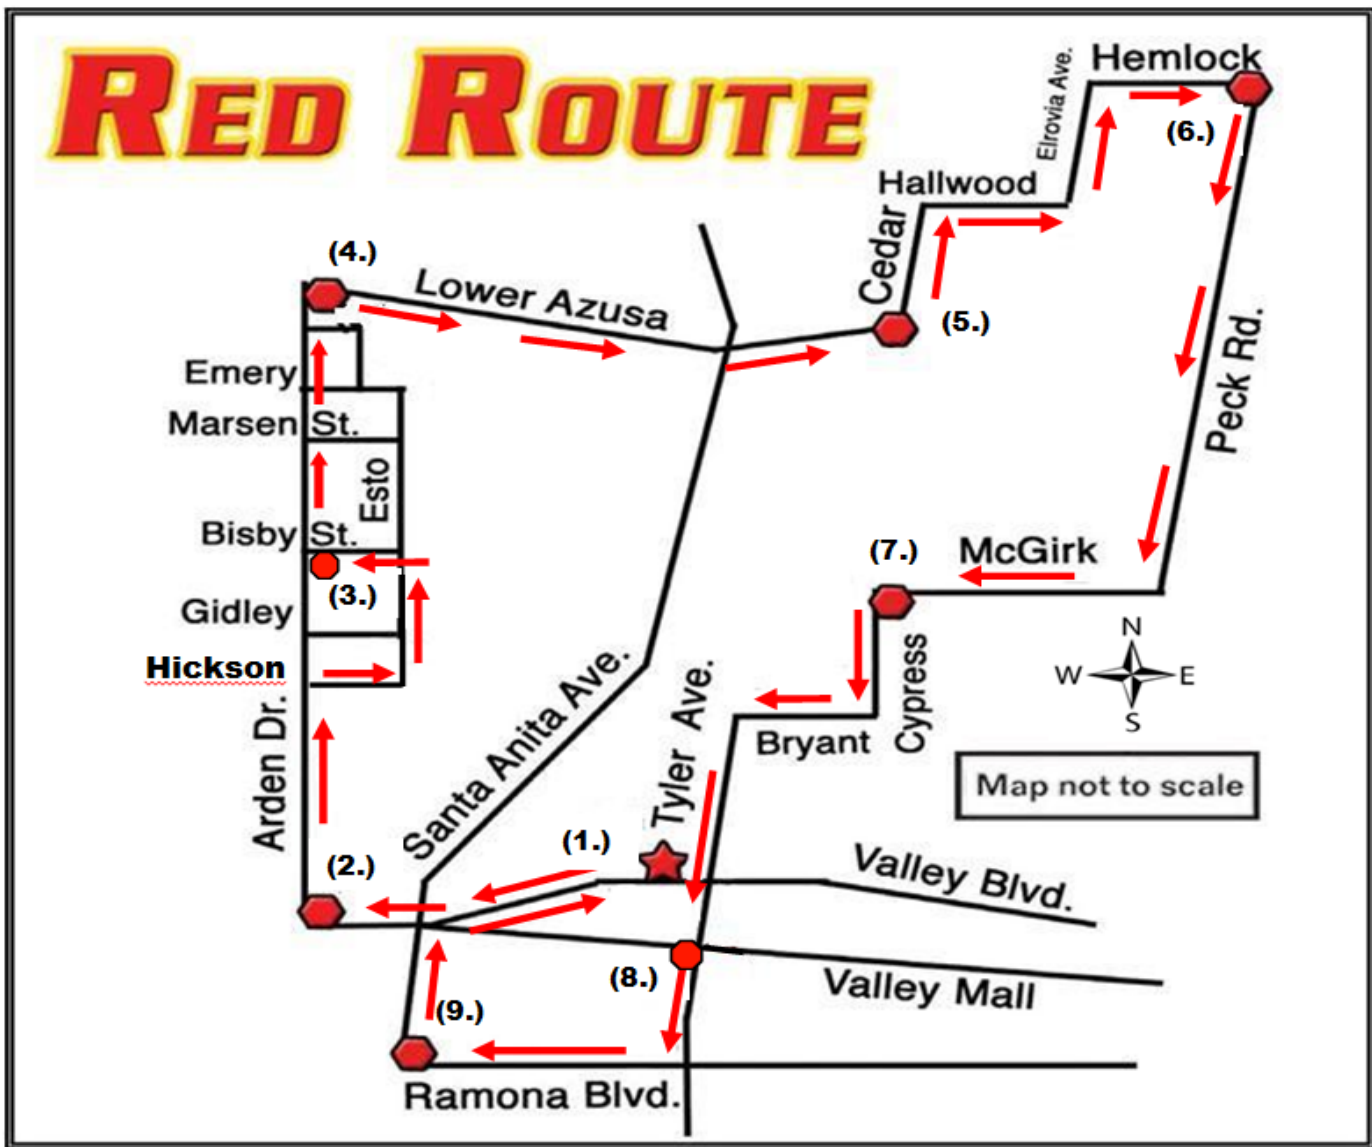 RED ROUTE
Hemlock
Elrovia Ave.
(6.)
Hallwood
Cedar
(4.)
Lower Azusa
(5.)
Peck Rd.
Emery
Marsen St.
Esto
Bisby St.
(3.)
Gidley
Hickson
Arden Dr.
(7.)
McGirk
Cypress
Bryant
N
W E
S
Map not to scale
Santa Anita Ave.
Tyler Ave.
(1.)
(2.)
Valley Blvd.
(8.)
Valley Mall
(9.)
Ramona Blvd.